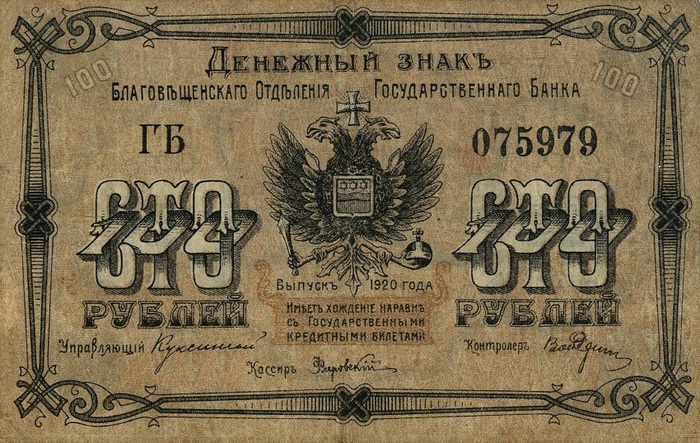 Денежный знакъ
100 100
Благовѣщенскаго Отдѣленія Государственнаго Банка
ГБ 075979
СТО СТО
РУБЛЕЙ РУБЛЕЙ
Выпускъ 1920 года
Имѣетъ хождение наравнѣ
съ Государственными
кредитными билетами
Управляющій
Контролеръ
Кассиръ